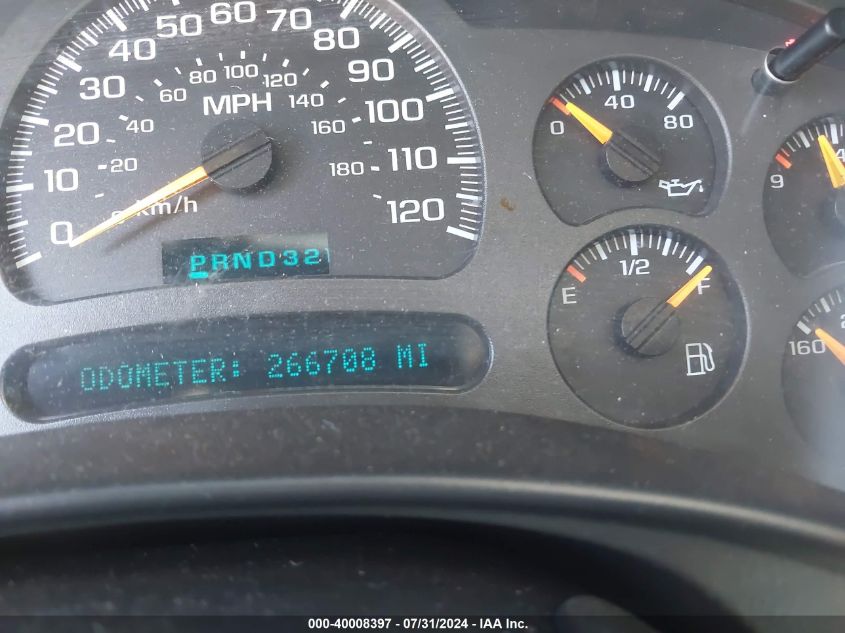 0 10 20 30 40 50 60 70 80 90 100 110 120
MPH
0 20 40 60 80 100 120 140 160 180
km/h
PRND32
ODOMETER: 266708 MI
0 40 80
E 1/2 F
9
160
000-40008397 - 07/31/2024 - IAA Inc.